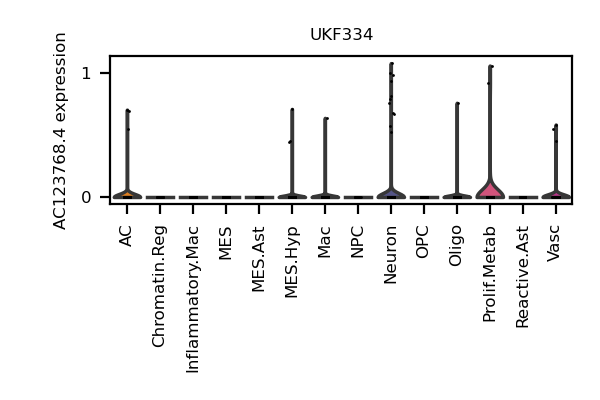 UKF334
AC123768.4 expression
1
0
AC
Chromatin.Reg
Inflammatory.Mac
MES
MES.Ast
MES.Hyp
Mac
NPC
Neuron
OPC
Oligo
Prolif.Metab
Reactive.Ast
Vasc